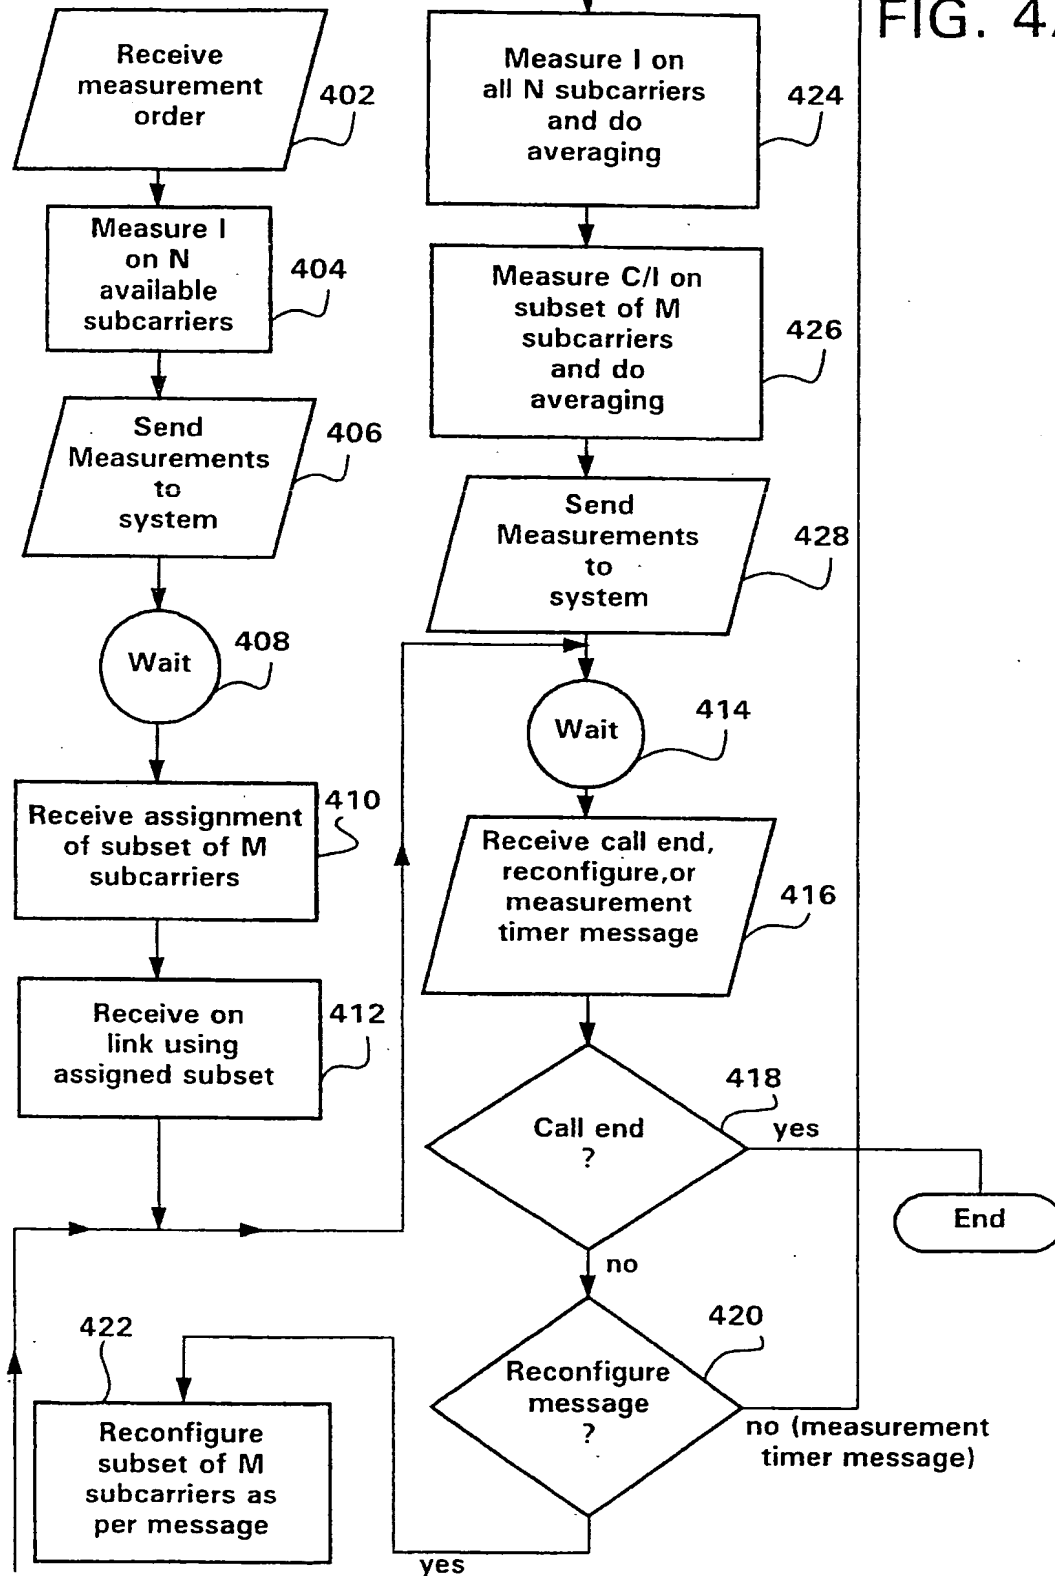 FIG. 4A
Receive
measurement
order
402
Measure I
on N
available
subcarriers
404
Send
Measurements
to
system
406
Wait
408
Receive assignment
of subset of M
subcarriers
410
Receive on
link using
assigned subset
412
422
Reconfigure
subset of M
subcarriers as
per message
Measure I on
all N subcarriers
and do
averaging
424
Measure C/I on
subset of M
subcarriers
and do
averaging
426
Send
Measurements
to
system
428
Wait
414
Receive call end,
reconfigure,or
measurement
timer message
416
Call end
?
418
yes
End
no
Reconfigure
message
?
420
no (measurement
timer message)
yes